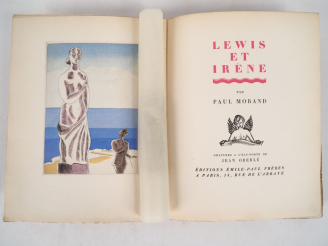 LEWIS
ET
IRENE
PAR
PAUL MORAND
GRAVURES A L'EAU-FORTE DE
JEAN OBERLÉ
ÉDITIONS ÉMILE-PAUL FRÈRES
A PARIS, 14, RUE DE L'ABBAYE